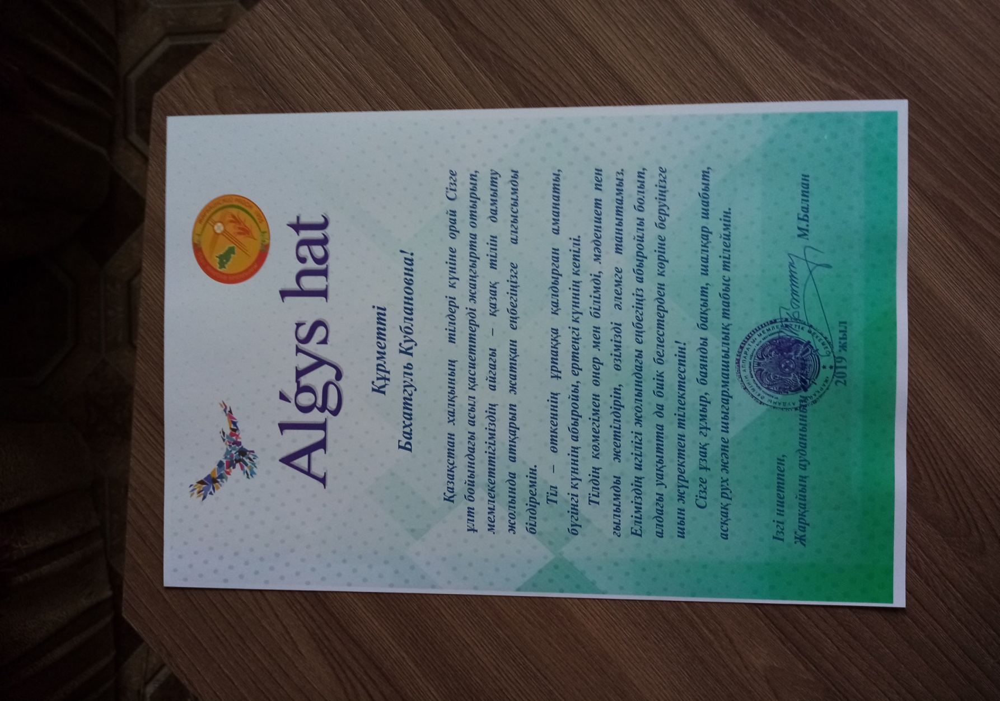 Alǵys hat
Құрметті
Бахатгуль Кублановна!
Қазақстан халқының тілдері күніне орай Сізге
ұлт бойындағы асыл қасиеттерді жаңғырта отырып,
мемлекеттігіміздің айғағы – қазақ тілін дамыту
жолында атқарып жатқан еңбегіңізге алғысымды
білдіремін.
Тіл – өткеннің ұрпаққа қалдырған аманаты,
бүгінгі күннің абыройы, ертеңгі күннің кепілі.
Тілдің көмегімен өнер мен білімді, мәдениет пен
ғылымды жетілдіріп, өзімізді әлемге танытамыз.
Еліміздің игілігі жолындағы еңбегіңіз абыройлы болып,
алдағы уақытта да биік белестерден көріне беруіңізге
шын жүректен тілектеспін!
Сізге ұзақ ғұмыр, баянды бақыт, шалқар шабыт,
асқақ рух және шығармашылық табыс тілеймін.
Ізгі ниетпен,
Жарқайың ауданының М.Балпан
2019 жыл